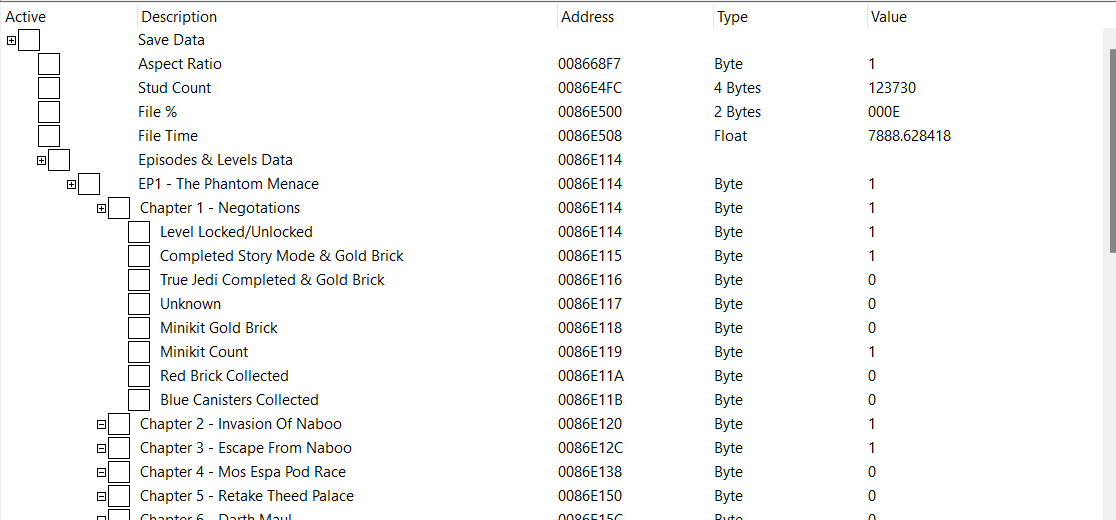 Active Description Address Type Value
Save Data
Aspect Ratio 008668F7 Byte 1
Stud Count 0086E4FC 4 Bytes 123730
File % 0086E500 2 Bytes 000E
File Time 0086E508 Float 7888.628418
Episodes & Levels Data 0086E114
EP1 - The Phantom Menace 0086E114 Byte 1
Chapter 1 - Negotations 0086E114 Byte 1
Level Locked/Unlocked 0086E114 Byte 1
Completed Story Mode & Gold Brick 0086E115 Byte 1
True Jedi Completed & Gold Brick 0086E116 Byte 0
Unknown 0086E117 Byte 0
Minikit Gold Brick 0086E118 Byte 0
Minikit Count 0086E119 Byte 1
Red Brick Collected 0086E11A Byte 0
Blue Canisters Collected 0086E11B Byte 0
Chapter 2 - Invasion Of Naboo 0086E120 Byte 1
Chapter 3 - Escape From Naboo 0086E12C Byte 1
Chapter 4 - Mos Espa Pod Race 0086E138 Byte 0
Chapter 5 - Retake Theed Palace 0086E150 Byte 0
Chapter 6 - Darth Maul 0086E15C Byte 0